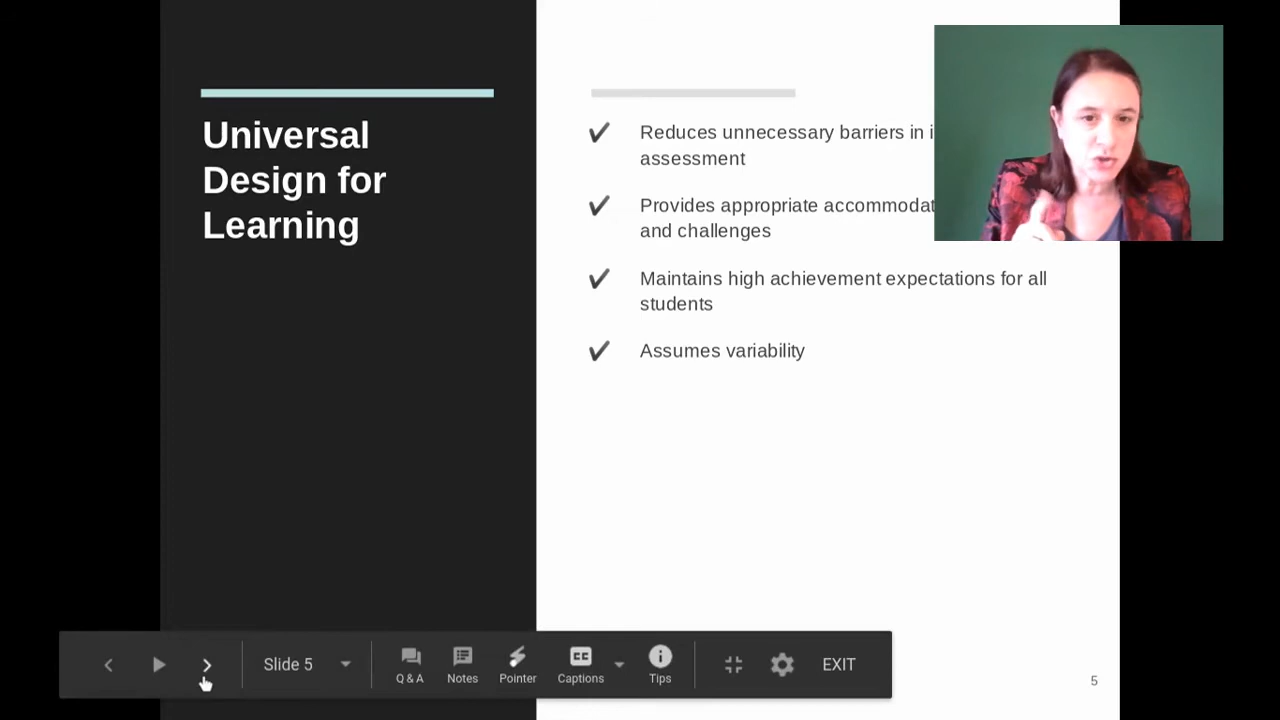 Universal
Design for
Learning
✔ Reduces unnecessary barriers in
assessment
✔ Provides appropriate
and challenges
✔ Maintains high achievement expectations for all
students
✔ Assumes variability
Slide 5
Q & A
Notes
Pointer
CC
Captions
Tips
EXIT
5